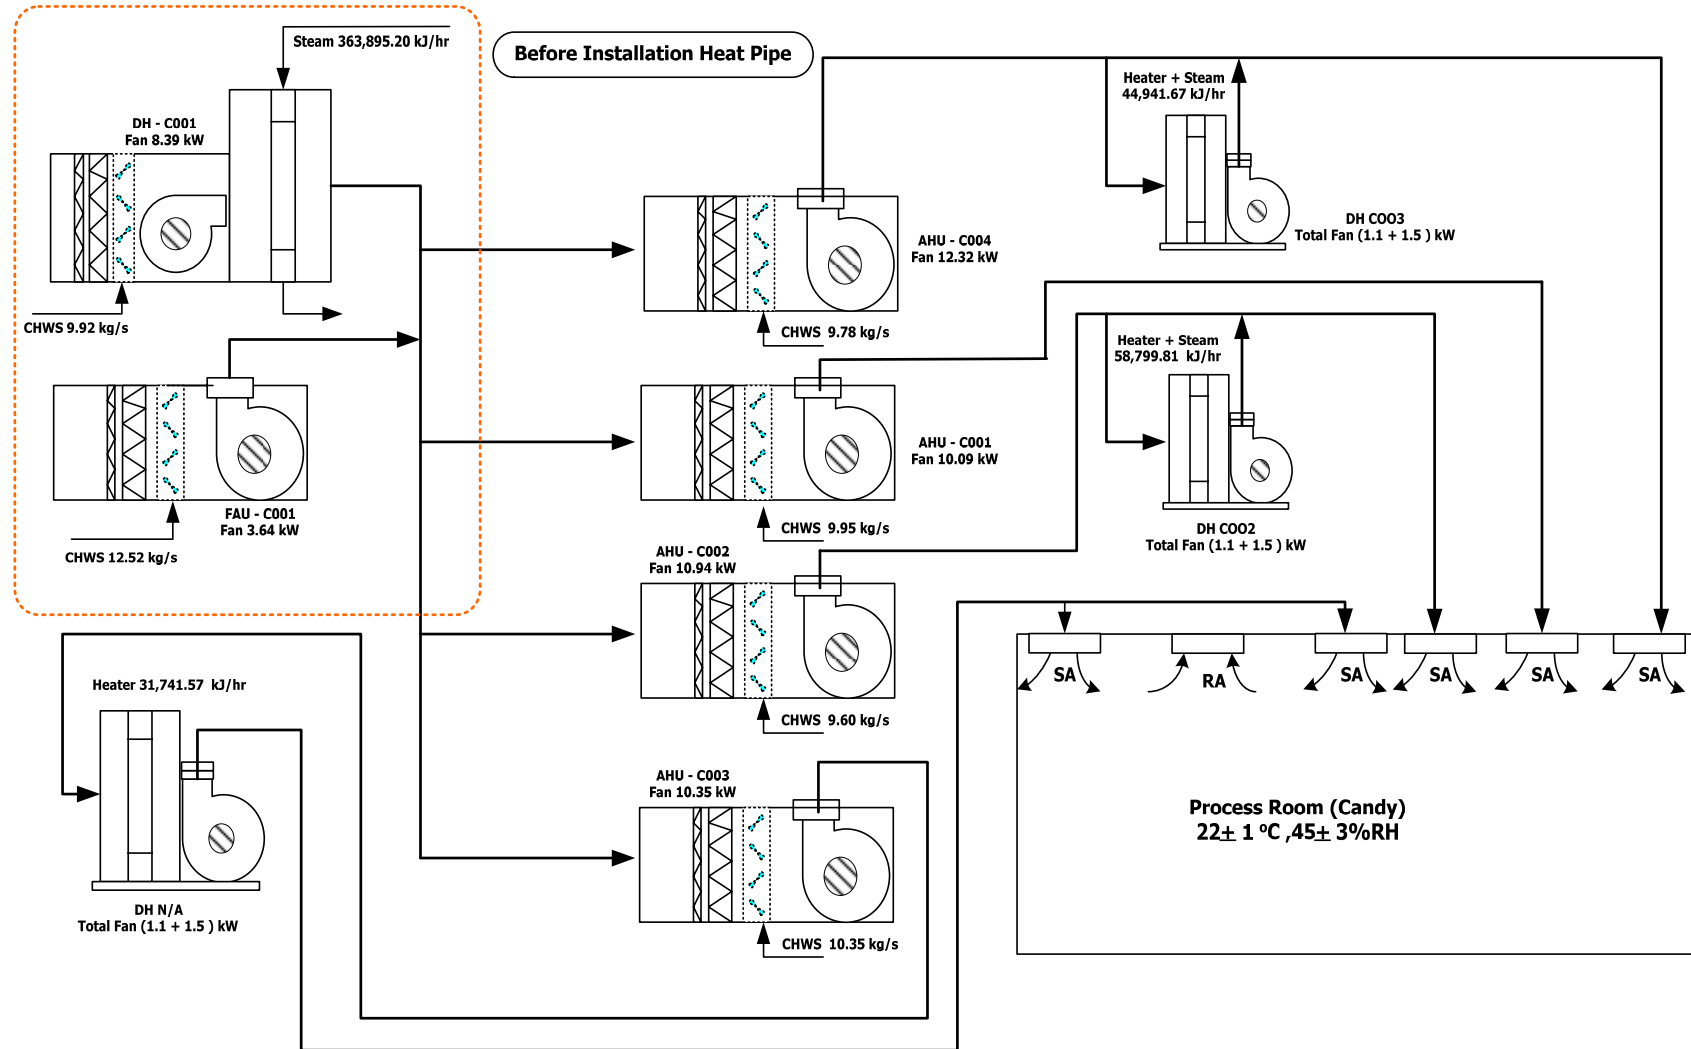 Steam 363,895.20 kJ/hr
Before Installation Heat Pipe
DH - C001
Fan 8.39 kW
CHWS 9.92 kg/s
FAU - C001
Fan 3.64 kW
CHWS 12.52 kg/s
AHU - C004
Fan 12.32 kW
CHWS 9.78 kg/s
AHU - C001
Fan 10.09 kW
CHWS 9.95 kg/s
AHU - C002
Fan 10.94 kW
CHWS 9.60 kg/s
AHU - C003
Fan 10.35 kW
CHWS 10.35 kg/s
Heater + Steam
44,941.67 kJ/hr
DH COO3
Total Fan (1.1 + 1.5 ) kW
Heater + Steam
58,799.81 kJ/hr
DH COO2
Total Fan (1.1 + 1.5 ) kW
Heater 31,741.57 kJ/hr
DH N/A
Total Fan (1.1 + 1.5 ) kW
SA
RA
SA
SA
SA
SA
Process Room (Candy)
22± 1 ºC ,45± 3%RH